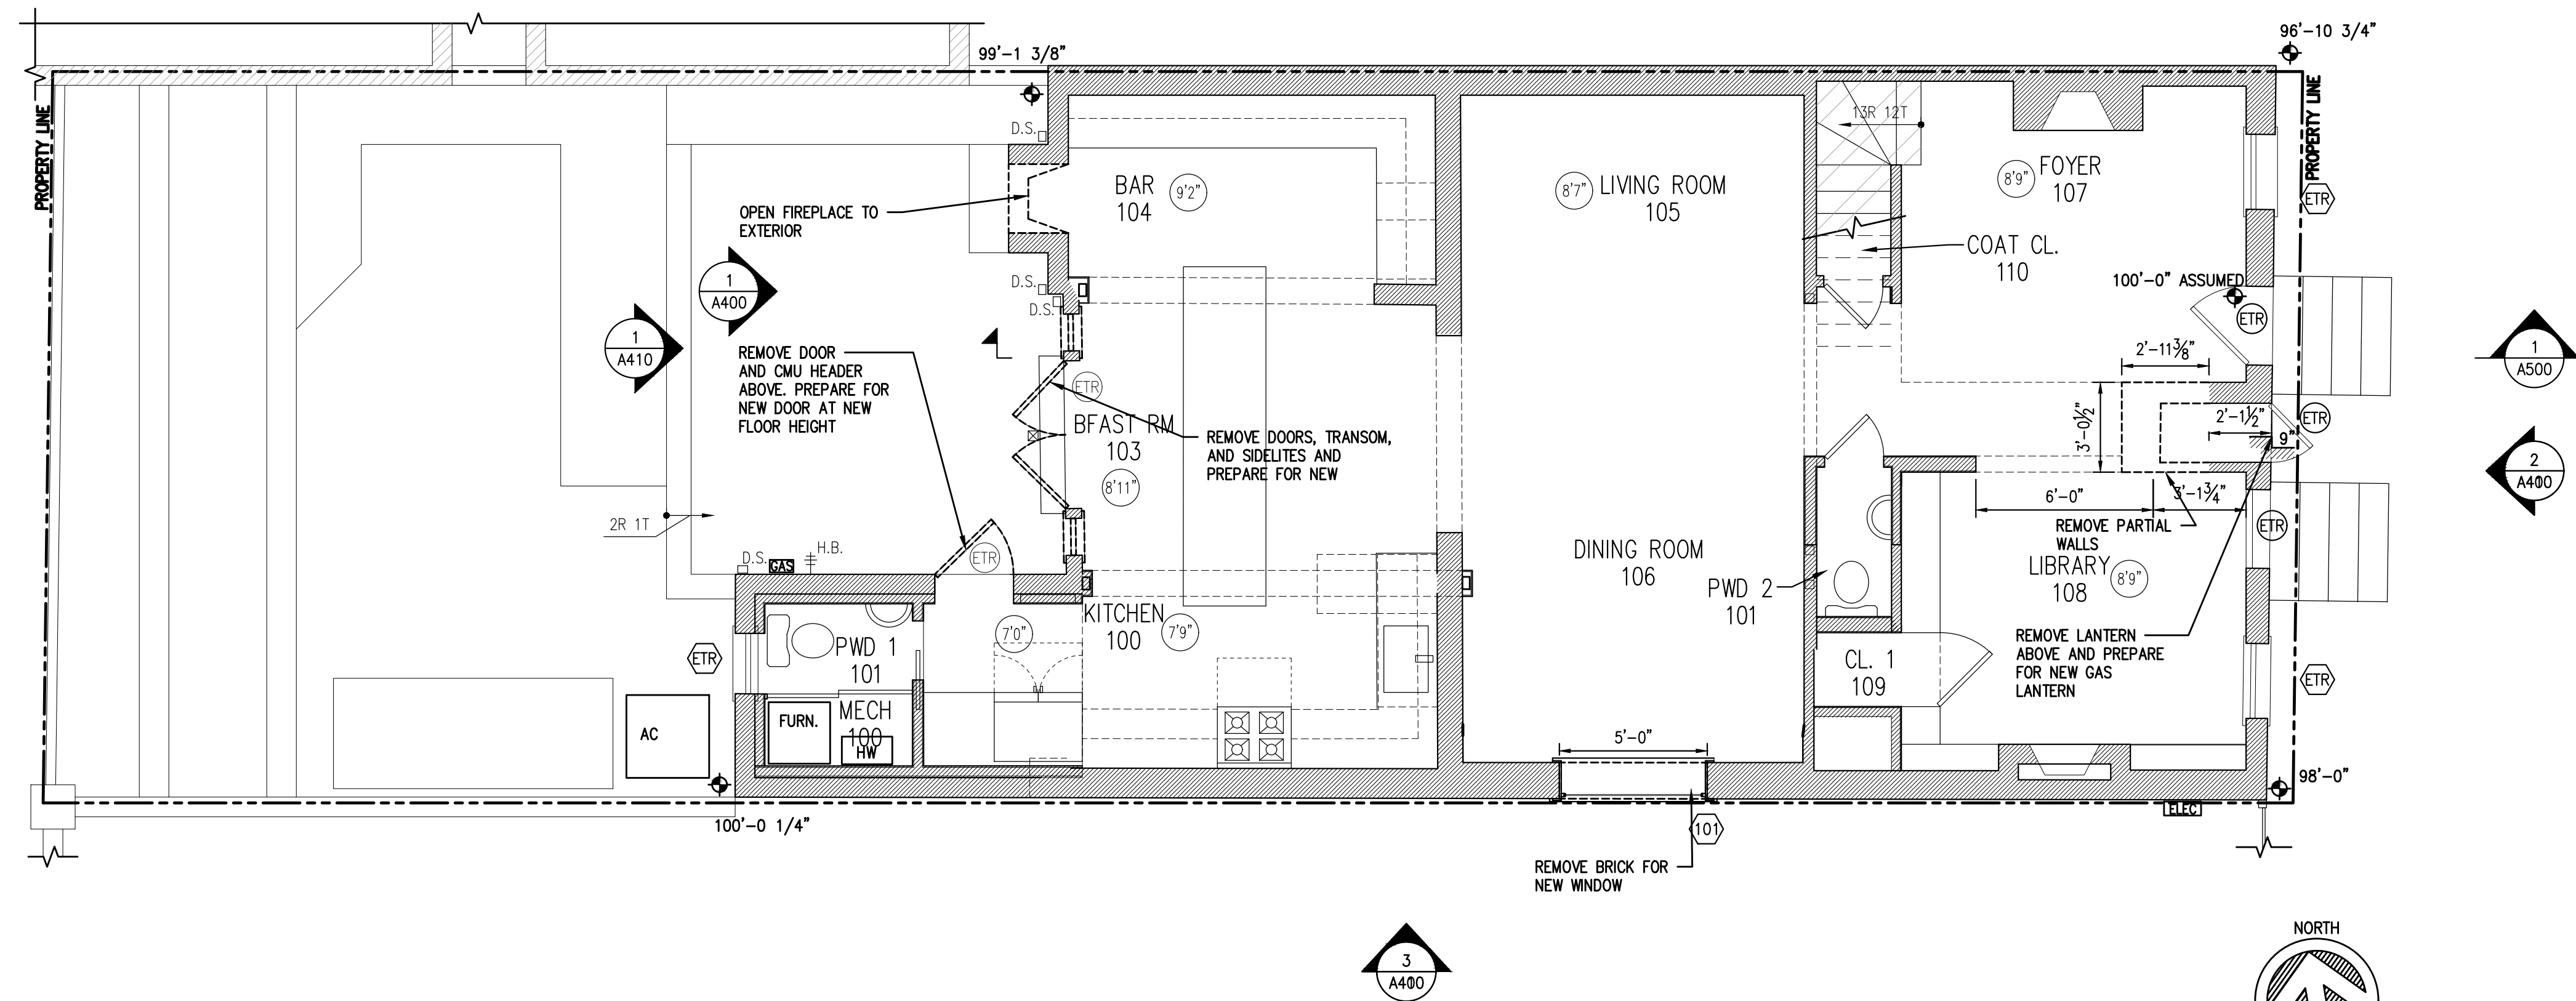 99'-1 3/8"
96'-10 3/4"
PROPERTY LINE
PROPERTY LINE
D.S.
13R 12T
BAR
104
9'2"
8'7"
LIVING ROOM
105
8'9"
FOYER
107
ETR
OPEN FIREPLACE TO
EXTERIOR
COAT CL.
110
1
A400
D.S.
D.S.
100'-0" ASSUMED
ETR
1
A410
REMOVE DOOR
AND CMU HEADER
ABOVE. PREPARE FOR
NEW DOOR AT NEW
FLOOR HEIGHT
ETR
2'-11 3/8"
1
A500
BFAST RM
103
8'11"
REMOVE DOORS, TRANSOM,
AND SIDELITES AND
PREPARE FOR NEW
3'-0 1/2"
2'-1 1/2"
ETR
9"
2
6'-0"
3'-1 3/4"
2R 1T
REMOVE PARTIAL
WALLS
ETR
D.S.
GAS
H.B.
ETR
DINING ROOM
106
LIBRARY
108
8'9"
PWD 2
101
KITCHEN
100
7'9"
7'0"
ETR
PWD 1
101
REMOVE LANTERN
ABOVE AND PREPARE
FOR NEW GAS
LANTERN
CL. 1
109
ETR
FURN.
MECH
100
HW
AC
5'-0"
98'-0"
ELEC
100'-0 1/4"
101
REMOVE BRICK FOR
NEW WINDOW
NORTH
3